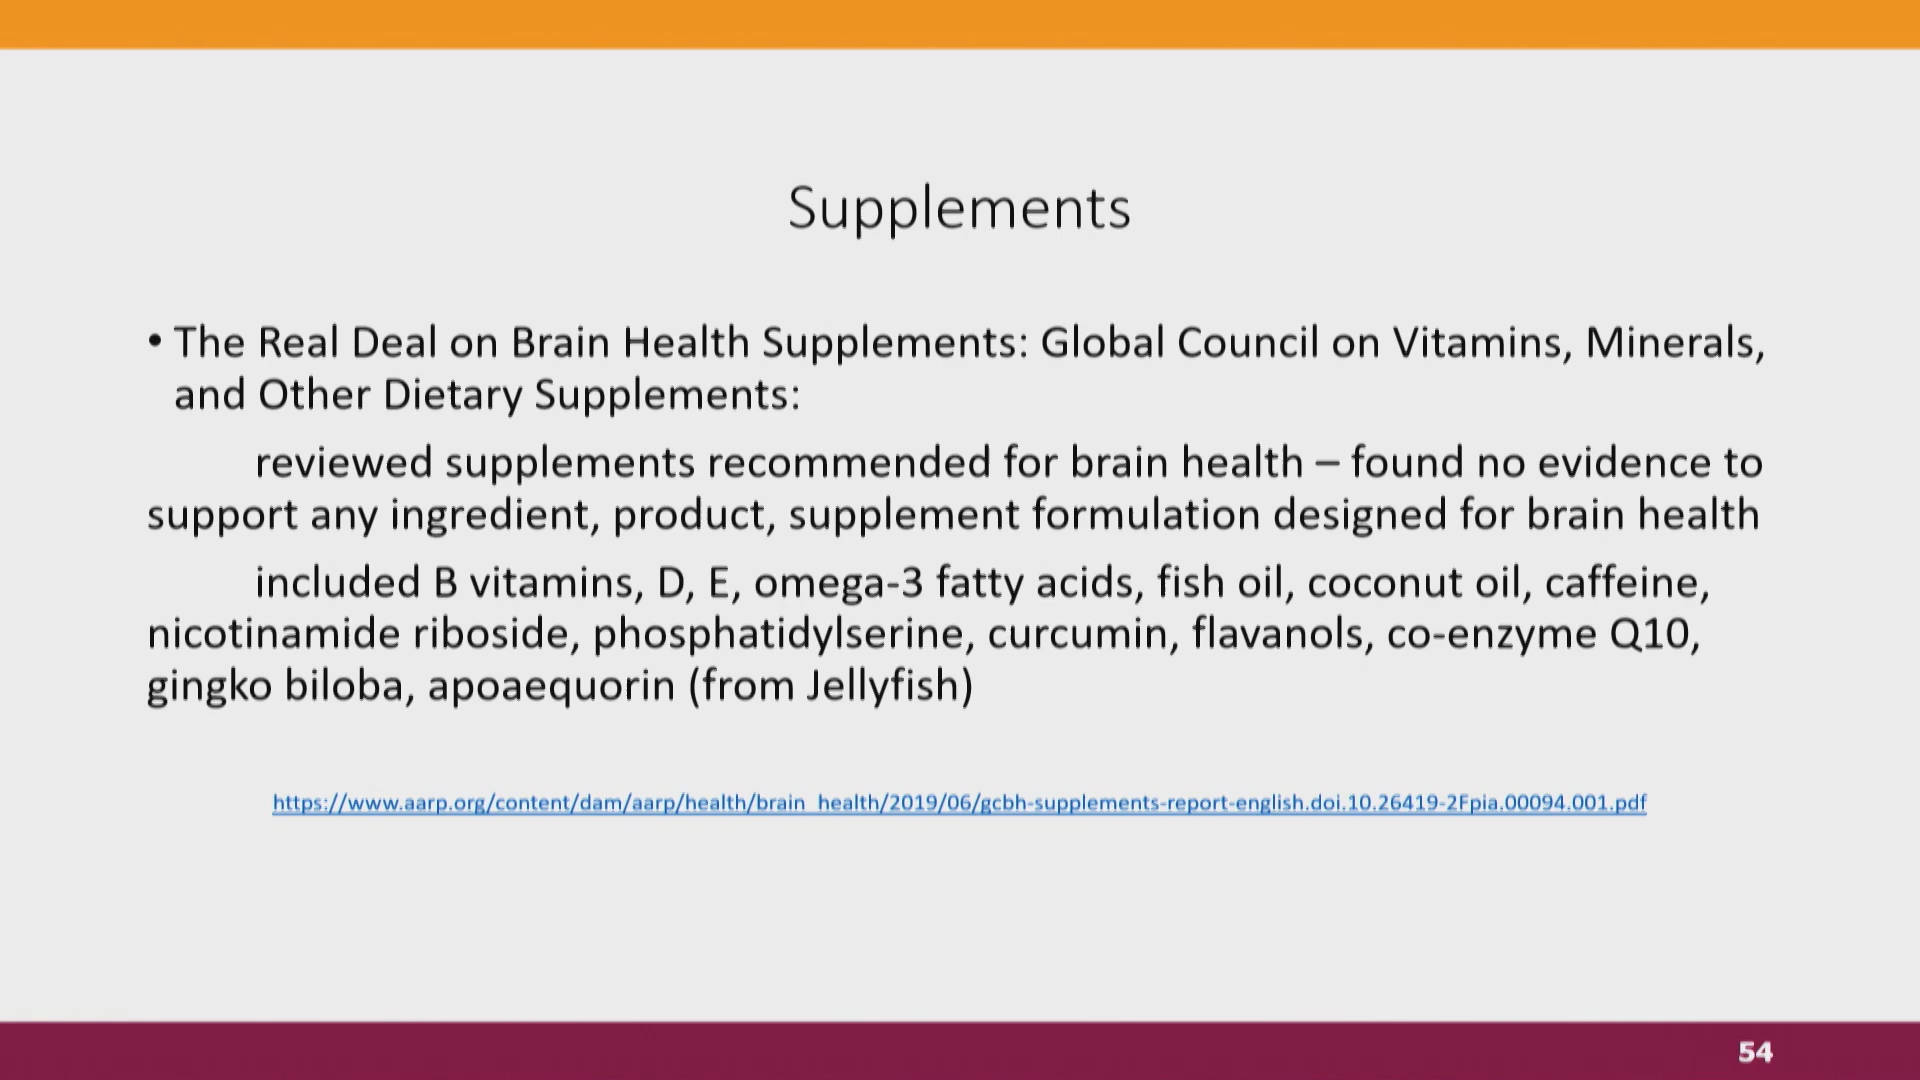 Supplements
• The Real Deal on Brain Health Supplements: Global Council on Vitamins, Minerals,
and Other Dietary Supplements:
reviewed supplements recommended for brain health – found no evidence to
support any ingredient, product, supplement formulation designed for brain health
included B vitamins, D, E, omega-3 fatty acids, fish oil, coconut oil, caffeine,
nicotinamide riboside, phosphatidylserine, curcumin, flavanols, co-enzyme Q10,
gingko biloba, apoaequorin (from Jellyfish)
https://www.aarp.org/content/dam/aarp/health/brain_health/2019/06/gcbh-supplements-report-english.doi.10.26419-2Fpia.00094.001.pdf
54